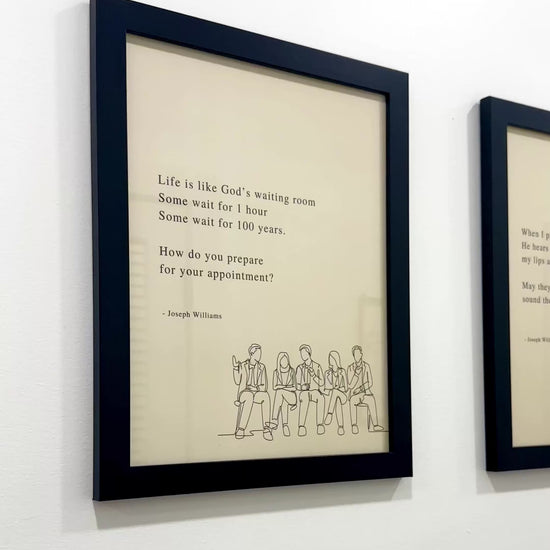 Life is like God's waiting room
Some wait for 1 hour
Some wait for 100 years.
How do you prepare
for your appointment?
- Joseph Williams
When I
He hears
my lips
May they
sound
- Joseph